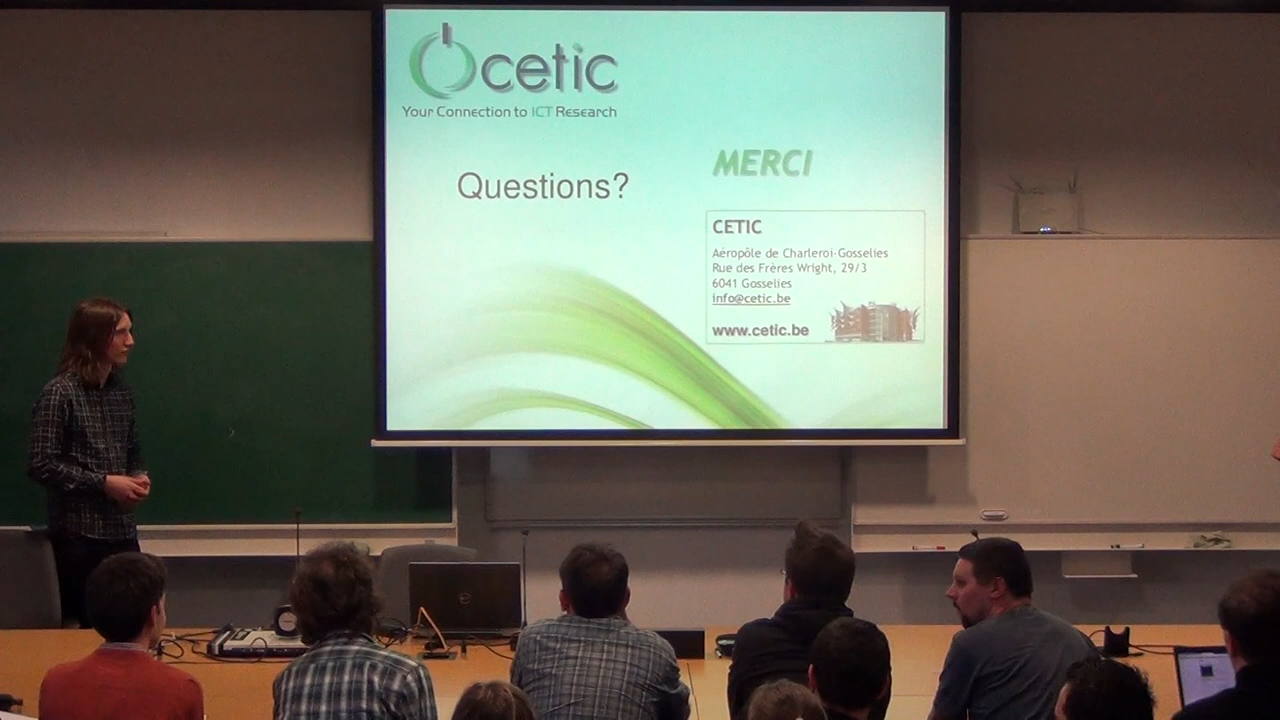 cetic
Your Connection to ICT Research
MERCI
Questions?
CETIC
Aéropôle de Charleroi-Gosselies
Rue des Frères Wright, 29/3
6041 Gosselies
info@cetic.be
www.cetic.be